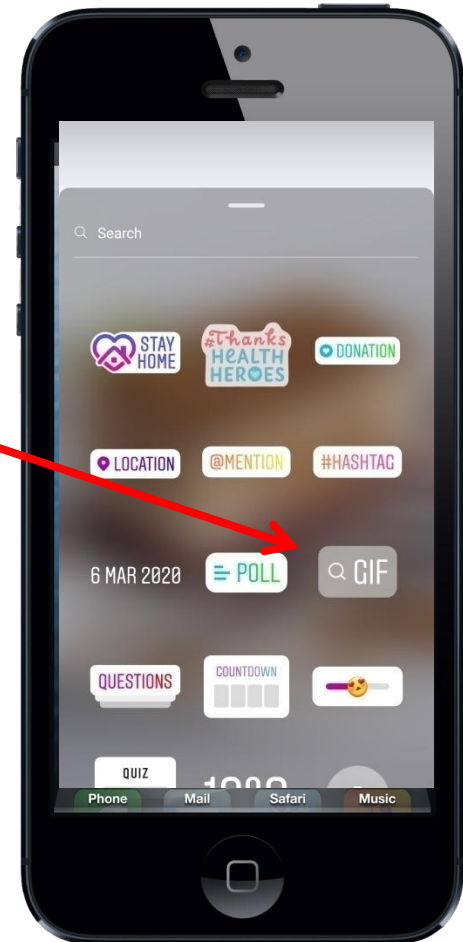 Search
STAY
HOME
#Thanks
HEALTH
HEROES
DONATION
LOCATION
@MENTION
#HASHTAG
6 MAR 2020
POLL
GIF
QUESTIONS
COUNTDOWN
QUIZ
Phone Mail Safari Music